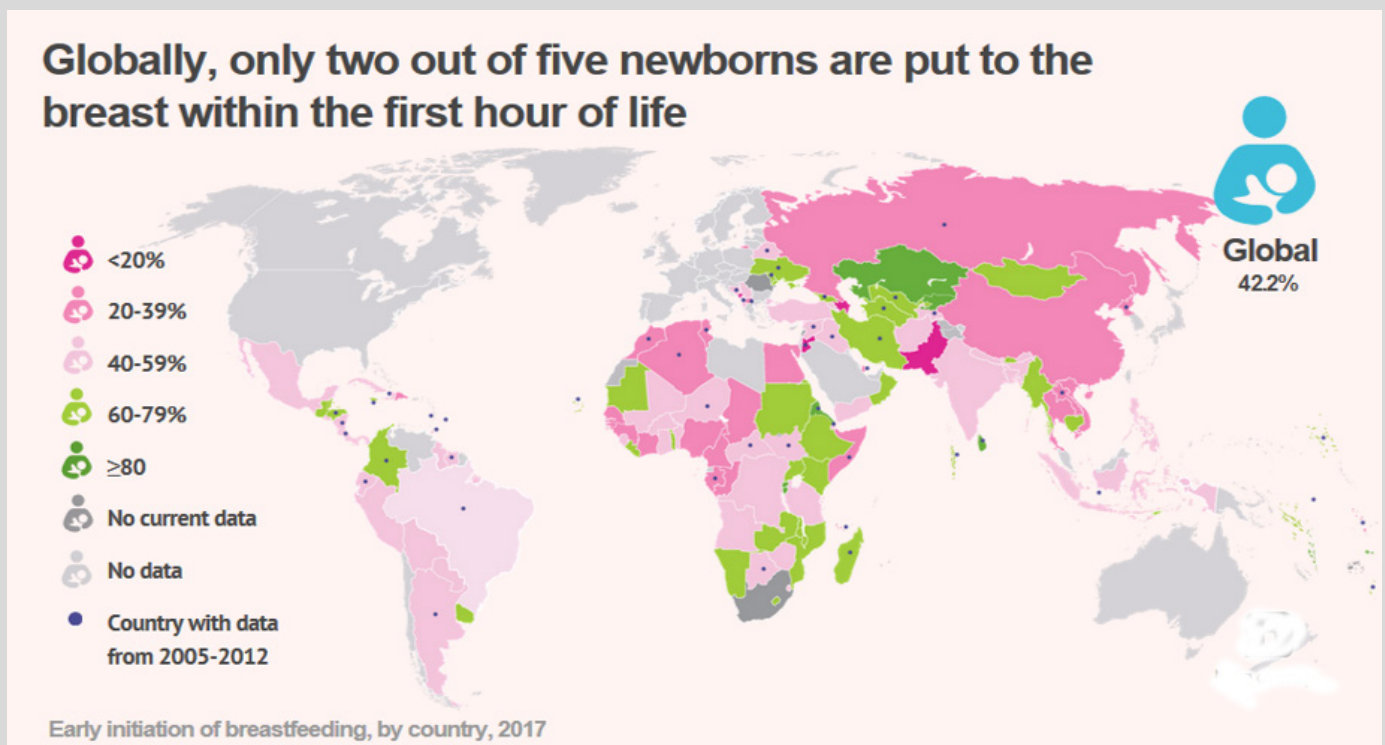 Globally, only two out of five newborns are put to the
breast within the first hour of life
Global
42.2%
<20%
20-39%
40-59%
60-79%
≥80
No current data
No data
Country with data
from 2005-2012
Early initiation of breastfeeding, by country, 2017